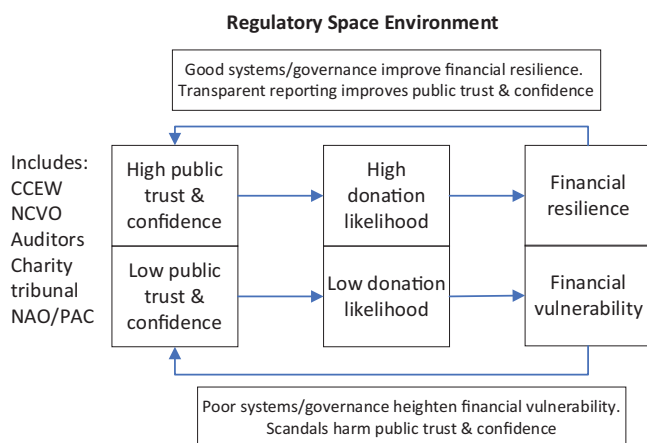 Regulatory Space Environment
Good systems/governance improve financial resilience.
Transparent reporting improves public trust & confidence
Includes:
CCEW
NCVO
Auditors
Charity
tribunal
NAO/PAC
High public
trust &
confidence
High
donation
likelihood
Financial
resilience
Low public
trust &
confidence
Low donation
likelihood
Financial
vulnerability
Poor systems/governance heighten financial vulnerability.
Scandals harm public trust & confidence